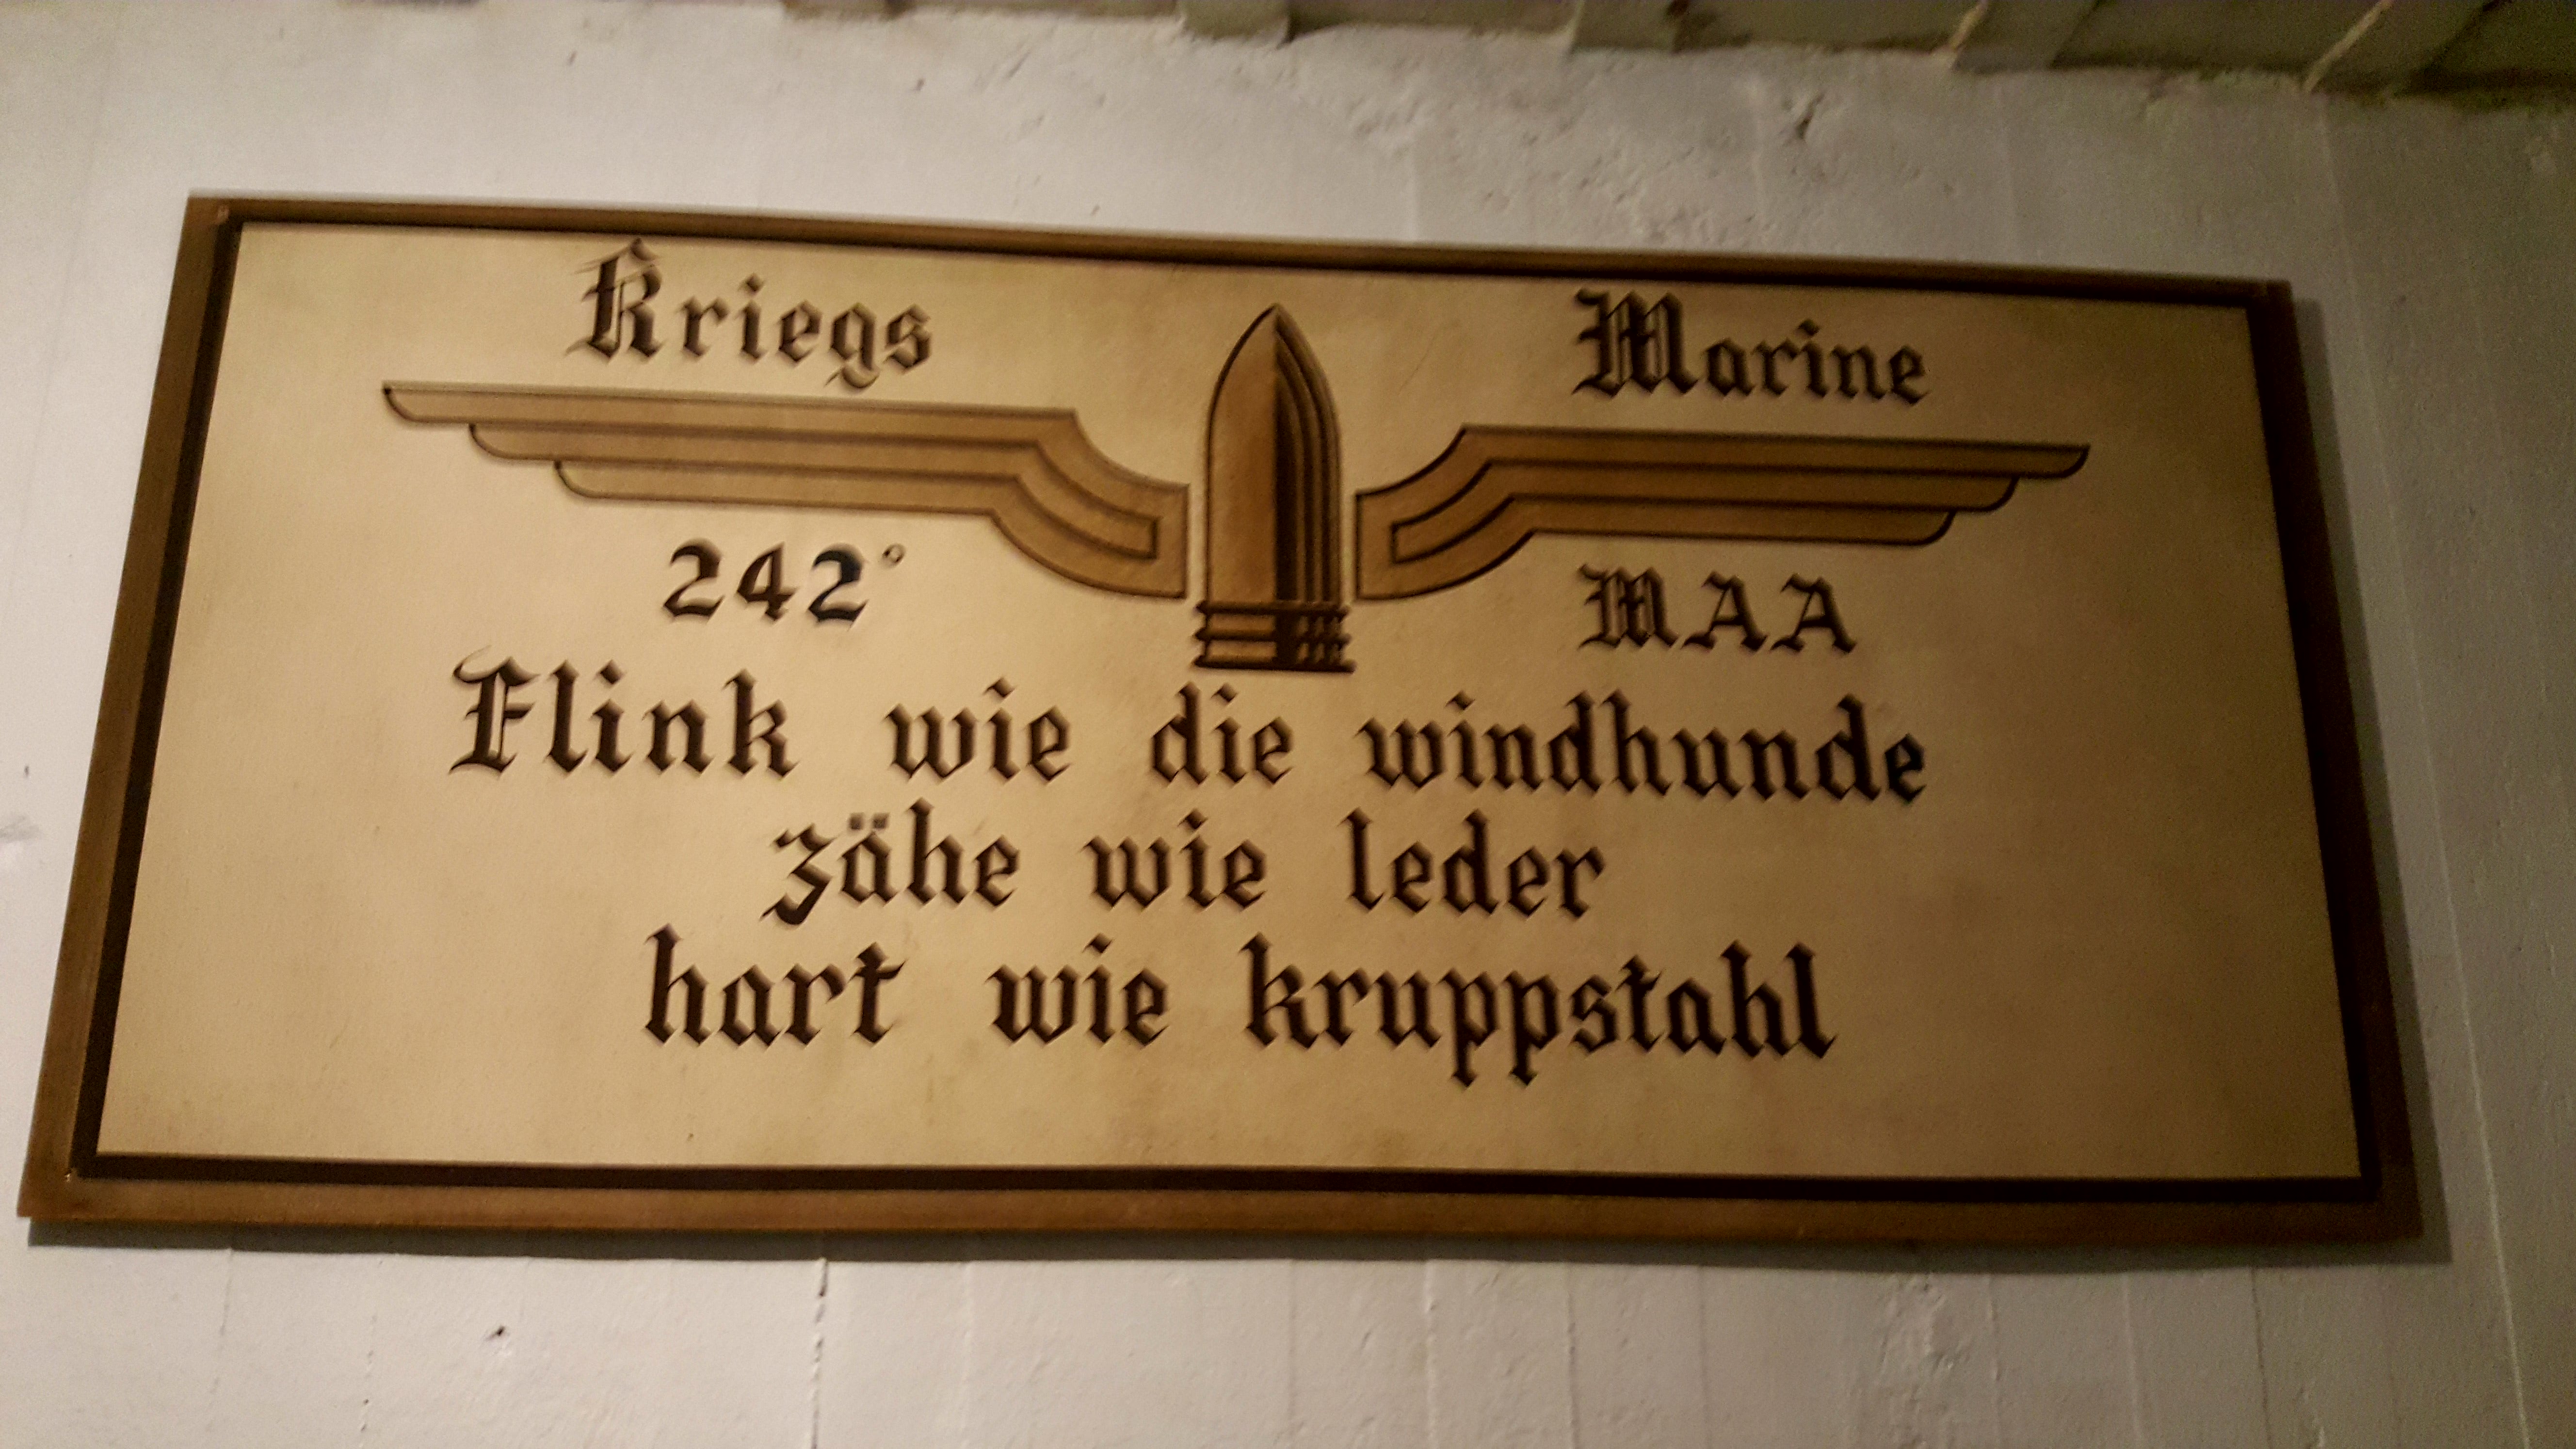 Kriegs Marine
242° MAA
Flink wie die windhunde
zähe wie leder
hart wie kruppstahl